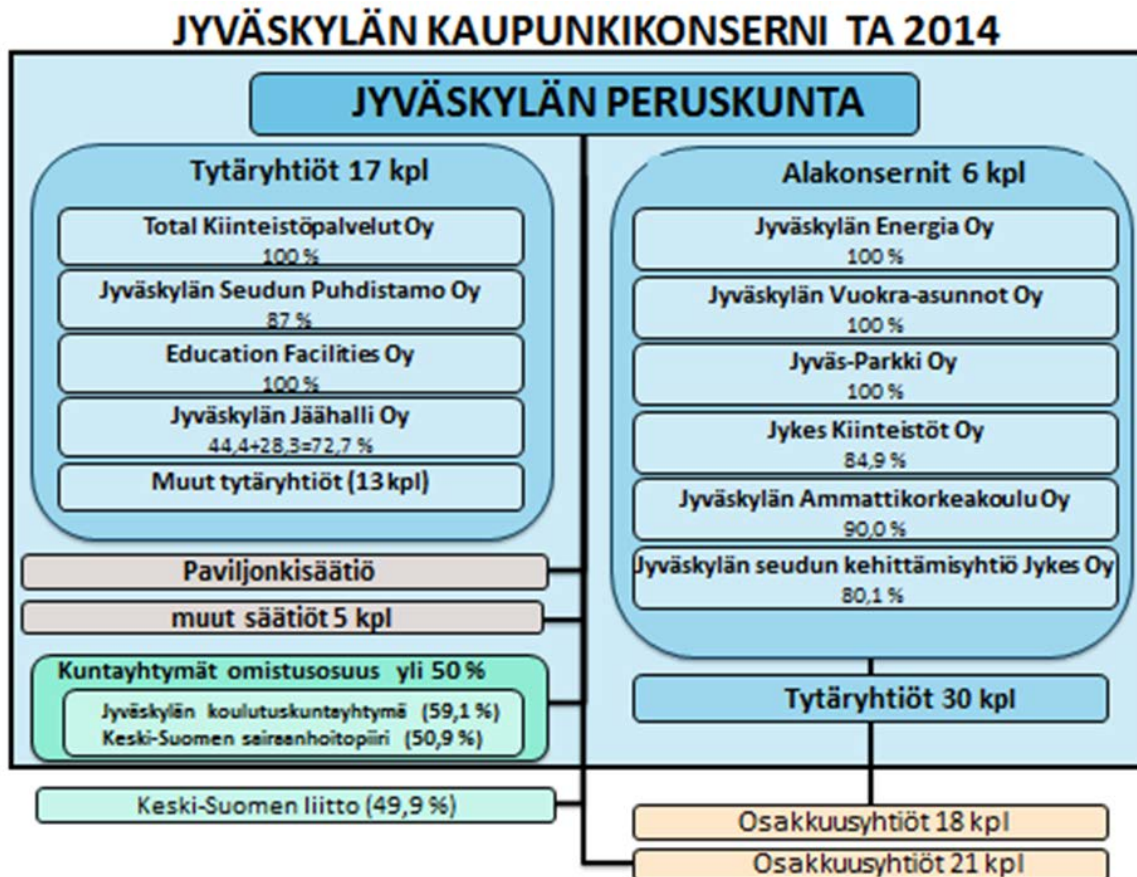 JYVÄSKYLÄN KAUPUNKIKONSERNI TA 2014
JYVÄSKYLÄN PERUSKUNTA
Tytäryhtiöt 17 kpl
Total Kiinteistöpalvelut Oy
100 %
Jyväskylän Seudun Puhdistamo Oy
87 %
Education Facilities Oy
100 %
Jyväskylän Jäähalli Oy
44,4+28,3=72,7 %
Muut tytäryhtiöt (13 kpl)
Paviljonkisäätiö
muut säätiöt 5 kpl
Kuntayhtymät omistusosuus yli 50 %
Jyväskylän koulutuskuntayhtymä (59,1 %)
Keski-Suomen sairaanhoitopiiri (50,9 %)
Keski-Suomen liitto (49,9 %)
Alakonsernit 6 kpl
Jyväskylän Energia Oy
100 %
Jyväskylän Vuokra-asunnot Oy
100 %
Jyväs-Parkki Oy
100 %
Jykes Kiinteistöt Oy
84,9 %
Jyväskylän Ammattikorkeakoulu Oy
90,0 %
Jyväskylän seudun kehittämisyhtiö Jykes Oy
80,1 %
Tytäryhtiöt 30 kpl
Osakkuusyhtiöt 18 kpl
Osakkuusyhtiöt 21 kpl